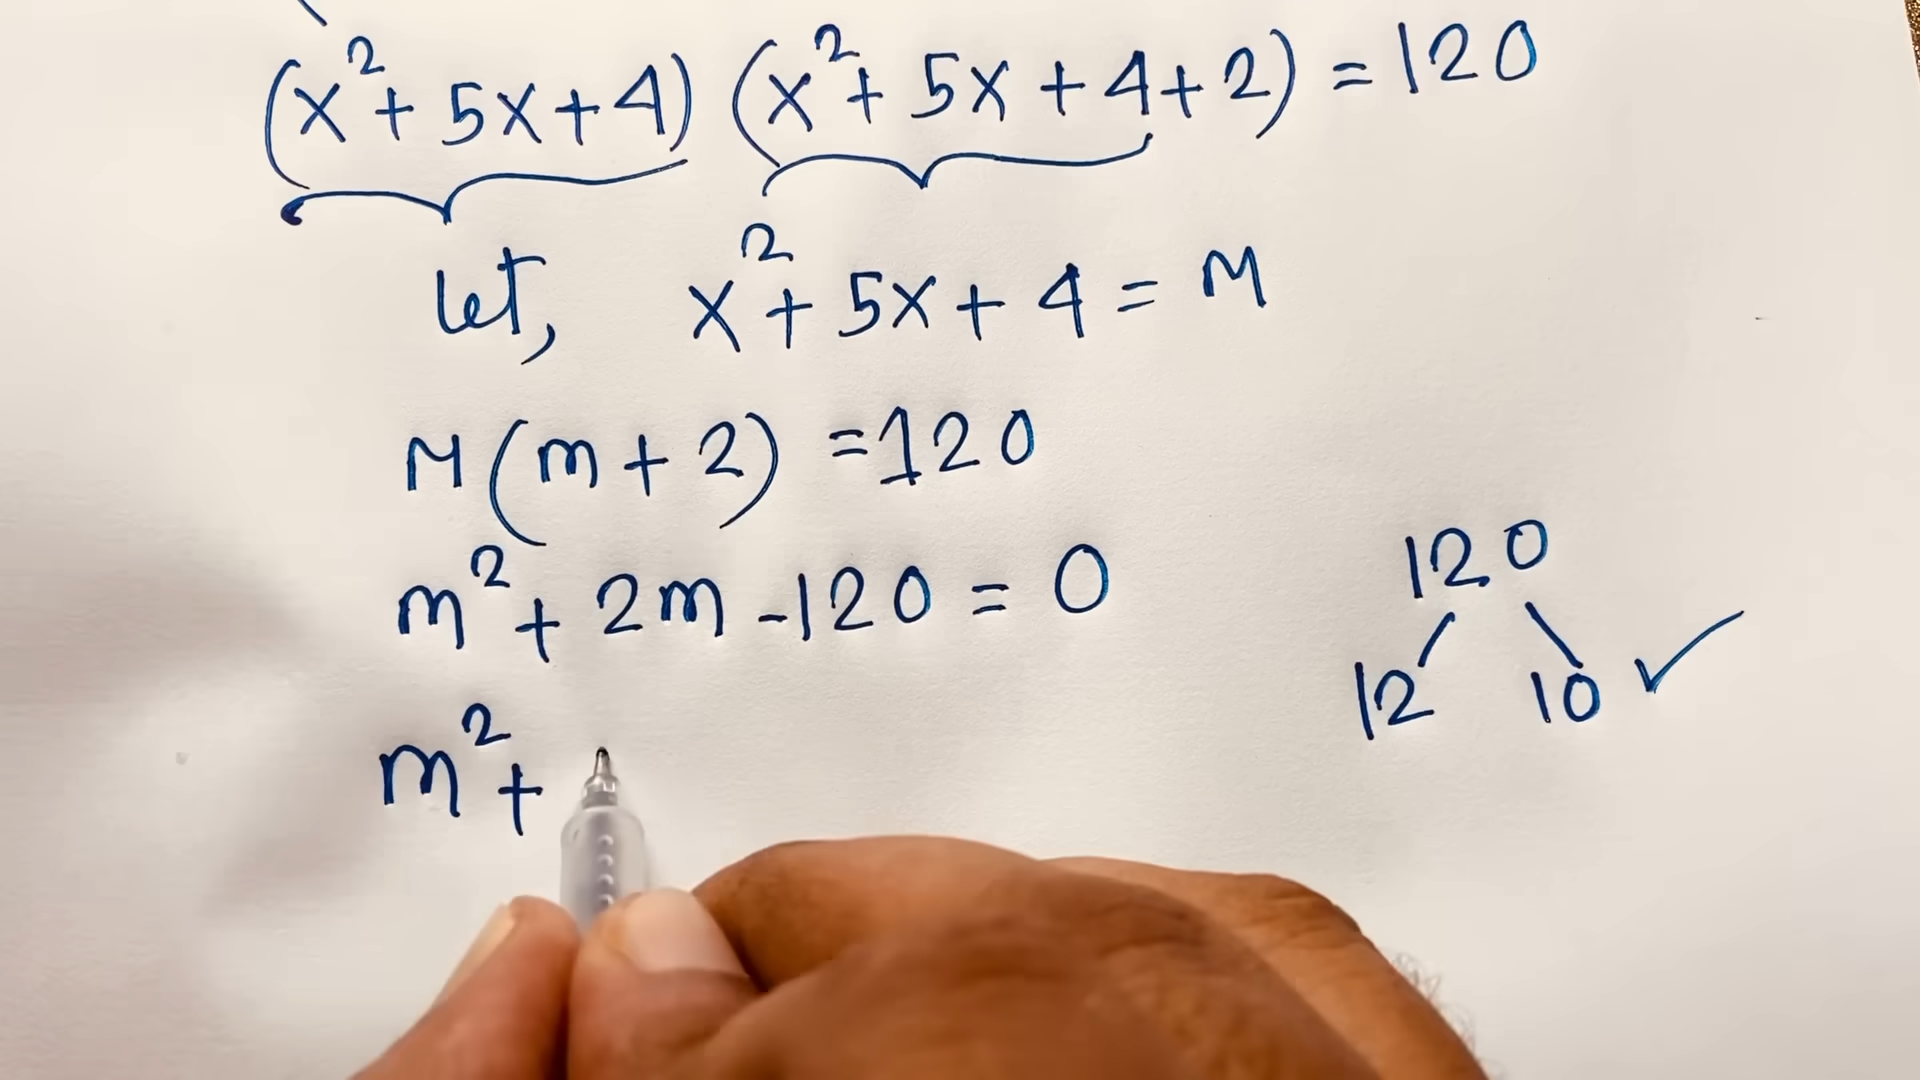 (x²+ 5x+4) (x²+ 5x +4+2) =120
let, x²+ 5x+ 4 = M
M(m+2) =120
m²+ 2m -120 = 0
120
12 10 ✓
m²+